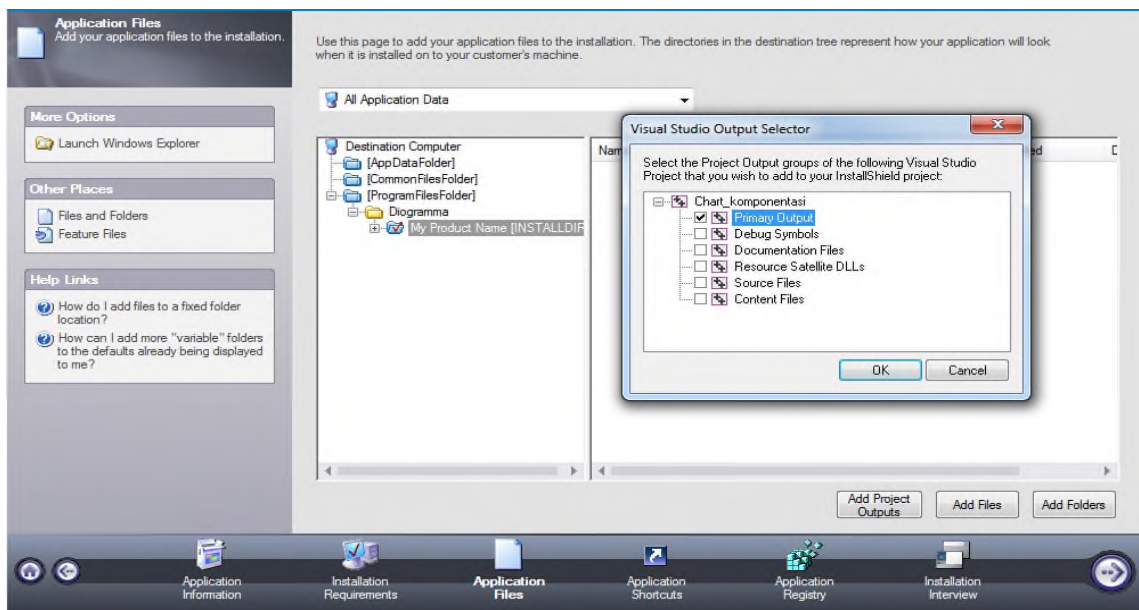 Application Files
Add your application files to the installation.
Use this page to add your application files to the installation. The directories in the destination tree represent how your application will look
when it is installed on to your customer's machine.
All Application Data
More Options
Launch Windows Explorer
Other Places
Files and Folders
Feature Files
Help Links
How do I add files to a fixed folder
location?
How can I add more "variable" folders
to the defaults already being displayed
to me?
Destination Computer
[AppDataFolder]
[CommonFilesFolder]
[ProgramFilesFolder]
Diogramma
My Product Name [INSTALLDIR
Nam
ed
D
Visual Studio Output Selector
Select the Project Output groups of the following Visual Studio
Project that you wish to add to your InstallShield project:
Chart_komponentasi
Primary Output
Debug Symbols
Documentation Files
Resource Satellite DLLs
Source Files
Content Files
OK
Cancel
Add Project
Outputs
Add Files
Add Folders
Application
Information
Installation
Requirements
Application
Files
Application
Shortcuts
Application
Registry
Installation
Interview